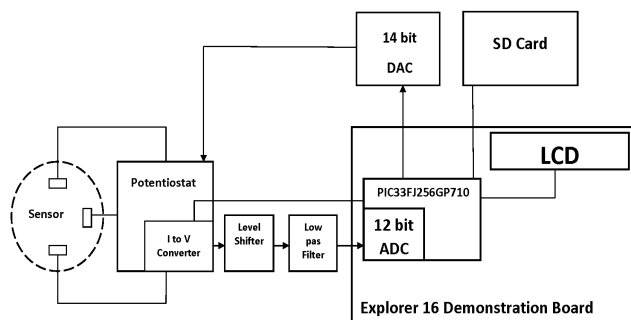 14 bit
DAC
SD Card
LCD
Potentiostat
PIC33FJ256GP710
Sensor
I to V
Converter
Level
Shifter
Low
pas
Filter
12 bit
ADC
Explorer 16 Demonstration Board